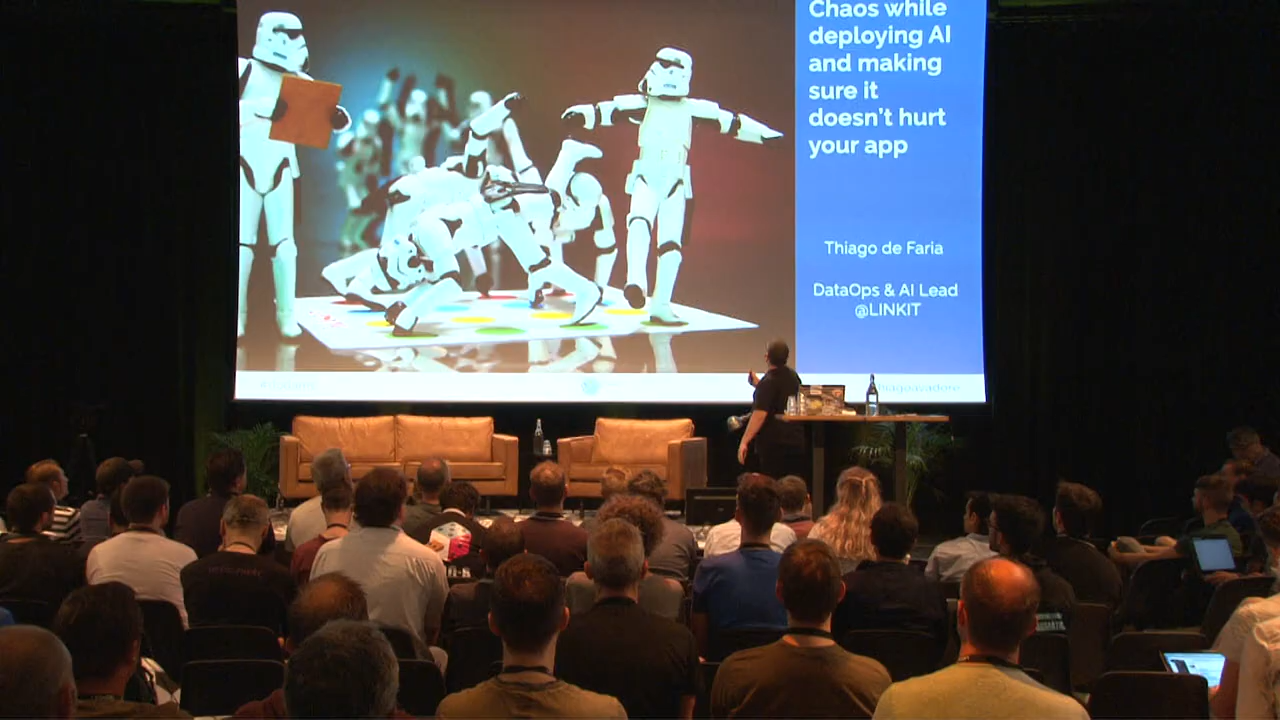 Chaos while
deploying AI
and making
sure it
doesn't hurt
your app
Thiago de Faria
DataOps & AI Lead
@LINKIT